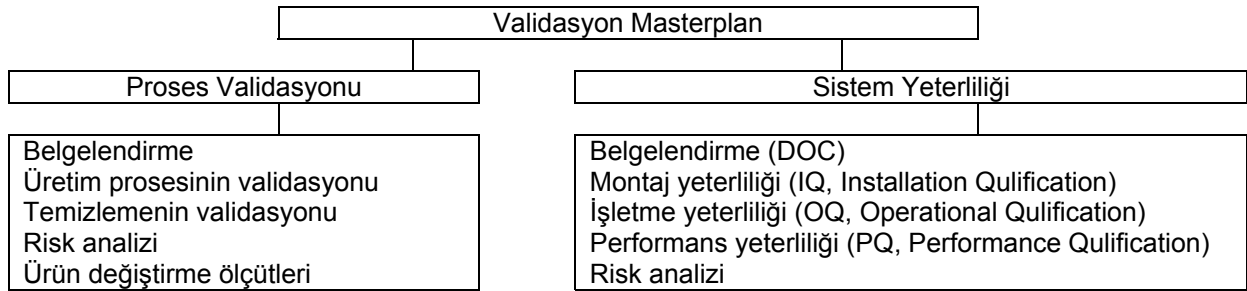 Validasyon Masterplan
Proses Validasyonu
Sistem Yeterliliği
Belgelendirme
Üretim prosesinin validasyonu
Temizlemenin validasyonu
Risk analizi
Ürün değiştirme ölçütleri
Belgelendirme (DOC)
Montaj yeterliliği (IQ, Installation Qulification)
İşletme yeterliliği (OQ, Operational Qulification)
Performans yeterliliği (PQ, Performance Qulification)
Risk analizi